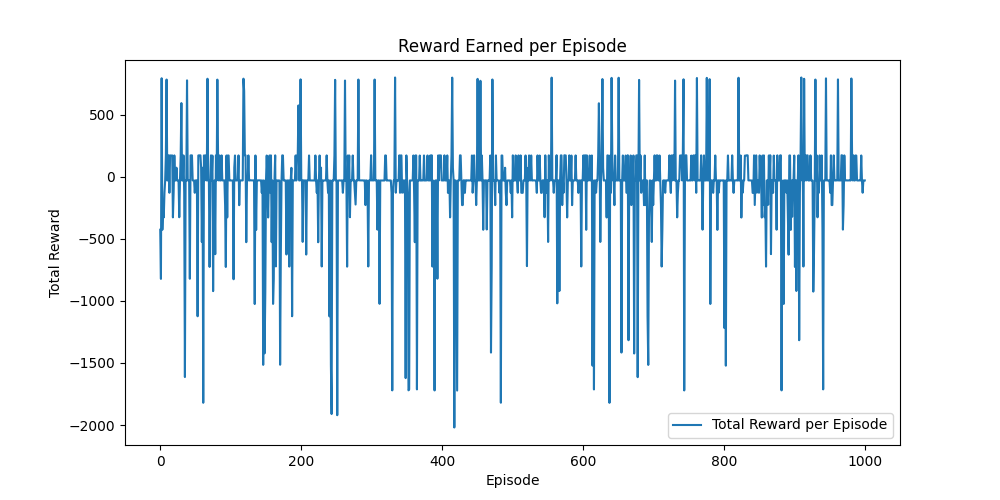 Reward Earned per Episode
Total Reward
500
0
−500
−1000
−1500
−2000
0 200 400 600 800 1000
Episode
Total Reward per Episode